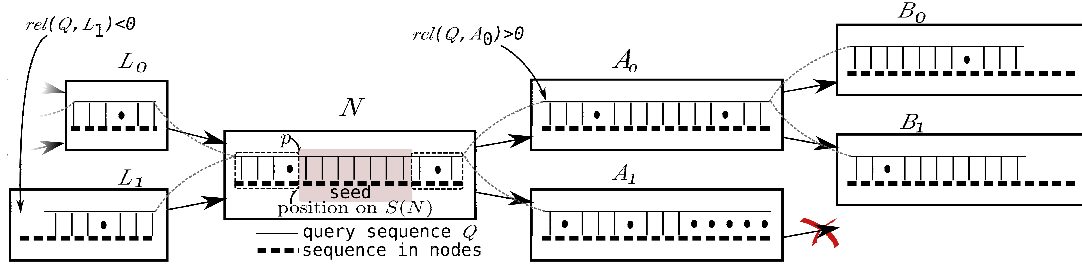 rel(Q, L1)<0
rel(Q, A0)>0
B0
L0
A0
N
p
B1
L1
A1
seed
position on S(N)
query sequence Q
sequence in nodes